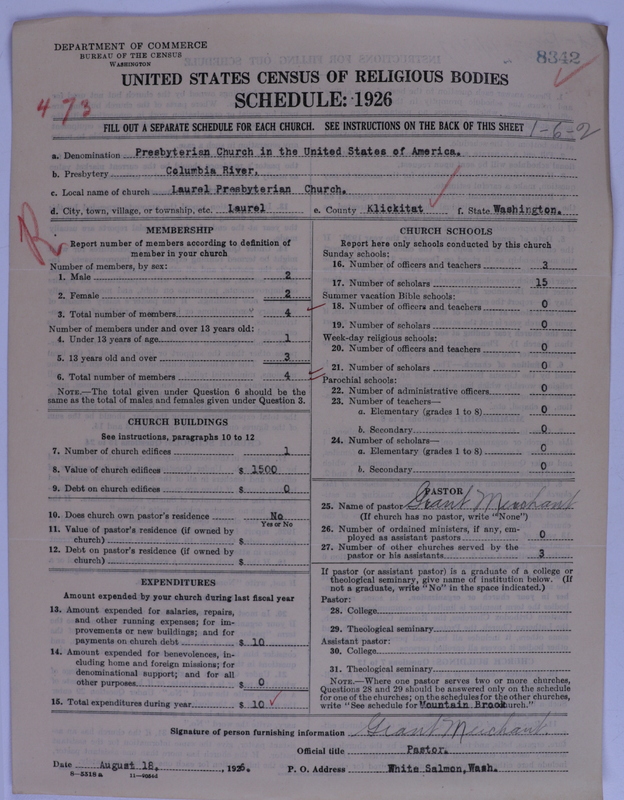 DEPARTMENT OF COMMERCE
BUREAU OF THE CENSUS
WASHINGTON
8342
UNITED STATES CENSUS OF RELIGIOUS BODIES
SCHEDULE: 1926
473
FILL OUT A SEPARATE SCHEDULE FOR EACH CHURCH. SEE INSTRUCTIONS ON THE BACK OF THIS SHEET
1-6-2
a. Denomination Presbyterian Church in the United States of America.
b. Presbytery Columbia River.
c. Local name of church Laurel Presbyterian Church.
d. City, town, village, or township, etc. Laurel e. County Klickitat f. State Washington.
R
MEMBERSHIP
Report number of members according to definition of
member in your church
Number of members, by sex:
1. Male 2
2. Female 2
3. Total number of members 4
Number of members under and over 13 years old:
4. Under 13 years of age 1
5. 13 years old and over 3
6. Total number of members 4
NOTE.—The total given under Question 6 should be the
same as the total of males and females given under Question 3.
CHURCH BUILDINGS
See instructions, paragraphs 10 to 12
7. Number of church edifices 1
8. Value of church edifices $ 1500
9. Debt on church edifices $ 0
10. Does church own pastor's residence No
Yes or No
11. Value of pastor's residence (if owned by
church) $
12. Debt on pastor's residence (if owned by
church) $
EXPENDITURES
Amount expended by your church during last fiscal year
13. Amount expended for salaries, repairs,
and other running expenses; for im-
provements or new buildings; and for
payments on church debt $ 10
14. Amount expended for benevolences, in-
cluding home and foreign missions; for
denominational support; and for all
other purposes $ 0
15. Total expenditures during year $ 10
CHURCH SCHOOLS
Report here only schools conducted by this church
Sunday schools:
16. Number of officers and teachers 3
17. Number of scholars 15
Summer vacation Bible schools:
18. Number of officers and teachers 0
19. Number of scholars 0
Week-day religious schools:
20. Number of officers and teachers 0
21. Number of scholars 0
Parochial schools:
22. Number of administrative officers 0
23. Number of teachers—
a. Elementary (grades 1 to 8) 0
b. Secondary 0
24. Number of scholars—
a. Elementary (grades 1 to 8) 0
b. Secondary 0
PASTOR
25. Name of pastor Grant Merchant
(If church has no pastor, write "None")
26. Number of ordained ministers, if any, em-
ployed as assistant pastors 0
27. Number of other churches served by the
pastor or his assistants 3
If pastor (or assistant pastor) is a graduate of a college or
theological seminary, give name of institution below. (If
not a graduate, write "No" in the space indicated.)
Pastor:
28. College
29. Theological seminary
Assistant pastor:
30. College
31. Theological seminary
NOTE.—Where one pastor serves two or more churches,
Questions 28 and 29 should be answered only on the schedule
for one of the churches; on the schedules for the other churches,
write "See schedule for Mountain Brook urch."
Signature of person furnishing information Grant Merchant.
Official title Pastor.
Date August 18. , 1926. P. O. Address White Salmon, Wash.
8-5318a 11-9054d